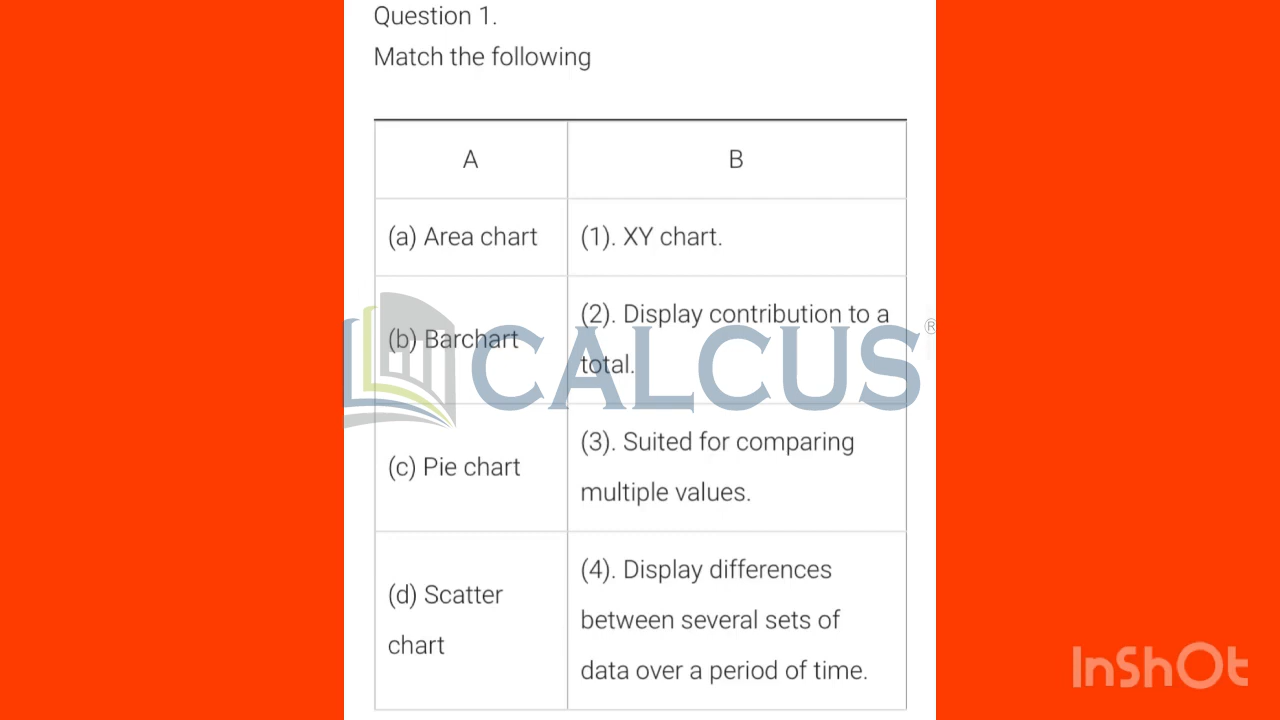 Question 1.
Match the following
A B
(a) Area chart (1). XY chart.
(b) Barchart (2). Display contribution to a
total.
(c) Pie chart (3). Suited for comparing
multiple values.
(d) Scatter
chart
(4). Display differences
between several sets of
data over a period of time.
CALCUS®
InShOt